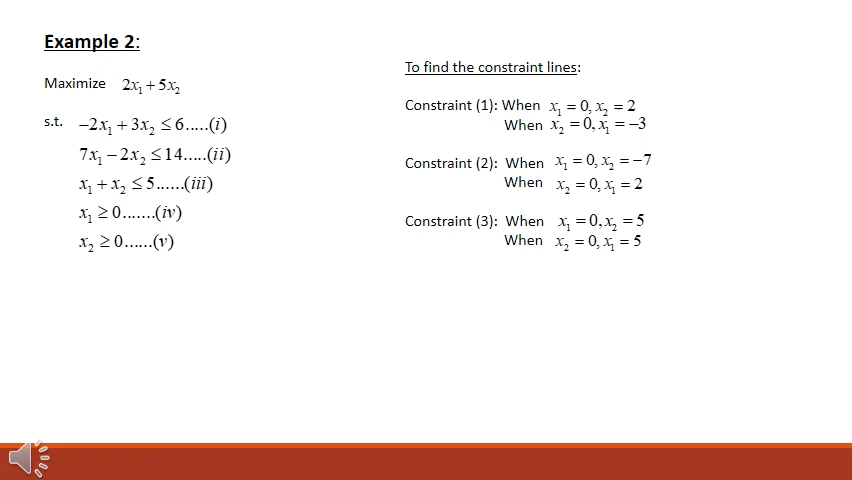 Example 2:
Maximize 2x₁ + 5x₂
s.t. −2x₁ + 3x₂ ≤ 6.....(i)
7x₁ − 2x₂ ≤ 14.....(ii)
x₁ + x₂ ≤ 5......(iii)
x₁ ≥ 0.......(iv)
x₂ ≥ 0......(v)
To find the constraint lines:
Constraint (1): When x₁ = 0, x₂ = 2
When x₂ = 0, x₁ = −3
Constraint (2): When x₁ = 0, x₂ = −7
When x₂ = 0, x₁ = 2
Constraint (3): When x₁ = 0, x₂ = 5
When x₂ = 0, x₁ = 5